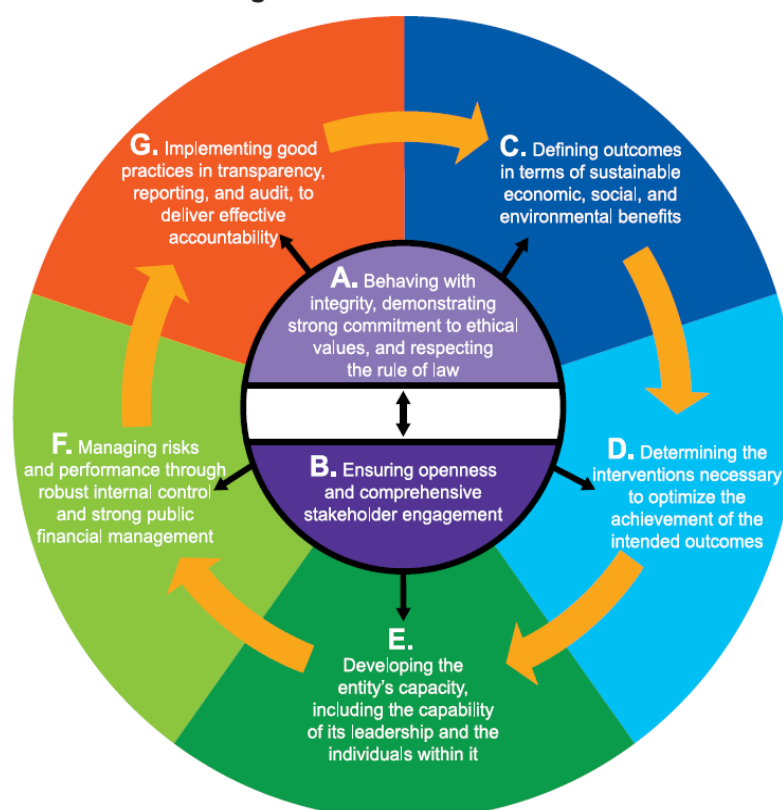 A. Behaving with
integrity, demonstrating
strong commitment to ethical
values, and respecting
the rule of law
B. Ensuring openness
and comprehensive
stakeholder engagement
C. Defining outcomes
in terms of sustainable
economic, social, and
environmental benefits
D. Determining the
interventions necessary
to optimize the
achievement of the
intended outcomes
E.
Developing the
entity's capacity,
including the capability
of its leadership and the
individuals within it
F. Managing risks
and performance through
robust internal control
and strong public
financial management
G. Implementing good
practices in transparency,
reporting, and audit, to
deliver effective
accountability